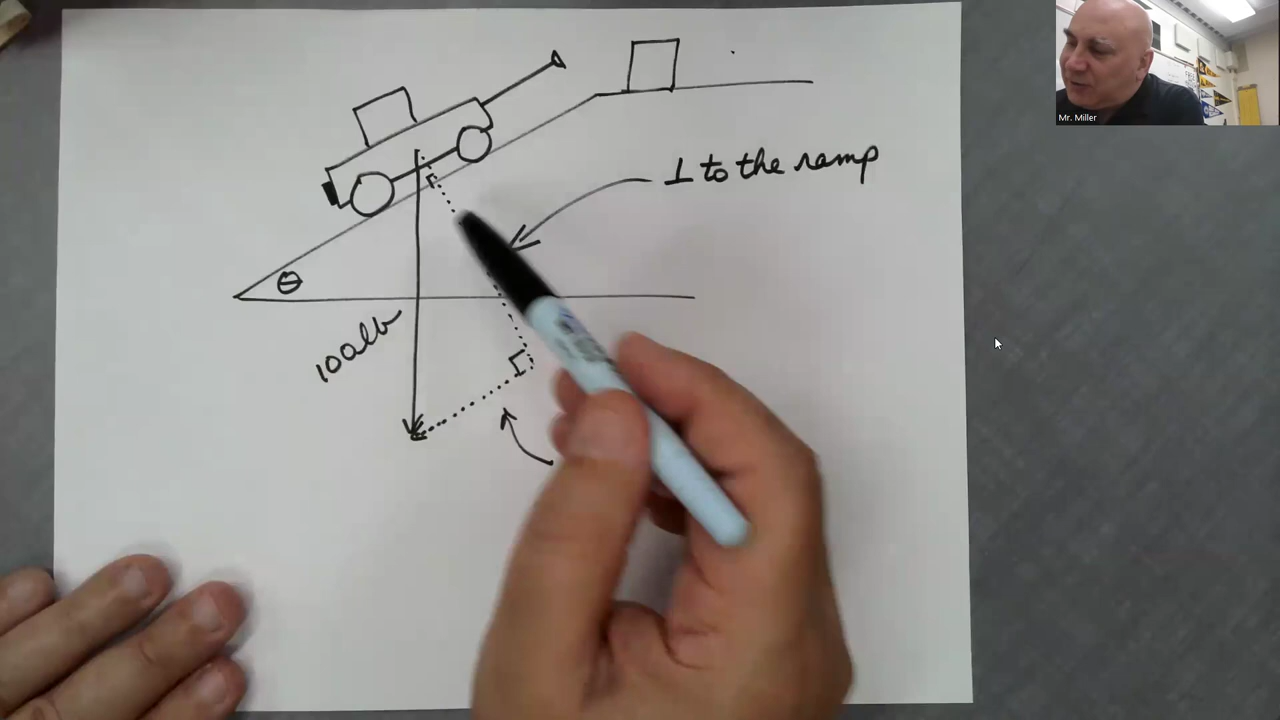 ⊥ to the ramp
θ
100lb
Mr. Miller